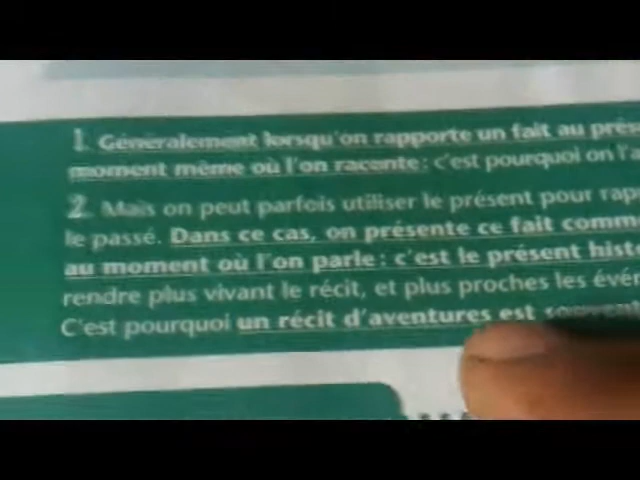 1. Généralement lorsqu'on rapporte un fait au prés
moment même où l'on raconte : c'est pourquoi on l'a
2. Mais on peut parfois utiliser le présent pour rap
le passé. Dans ce cas, on présente ce fait comm
au moment où l'on parle : c'est le présent histo
rendre plus vivant le récit, et plus proches les évén
C'est pourquoi un récit d'aventures est souvent